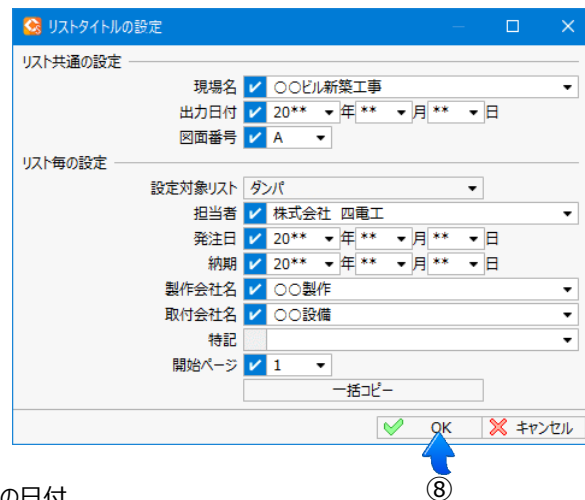 リストタイトルの設定
リスト共通の設定
現場名 ○○ビル新築工事
出力日付 20** 年 ** 月 ** 日
図面番号 A
リスト毎の設定
設定対象リスト ダンパ
担当者 株式会社 四電工
発注日 20** 年 ** 月 ** 日
納期 20** 年 ** 月 ** 日
製作会社名 ○○製作
取付会社名 ○○設備
特記
開始ページ 1
一括コピー
OK キャンセル
⑧
の日付